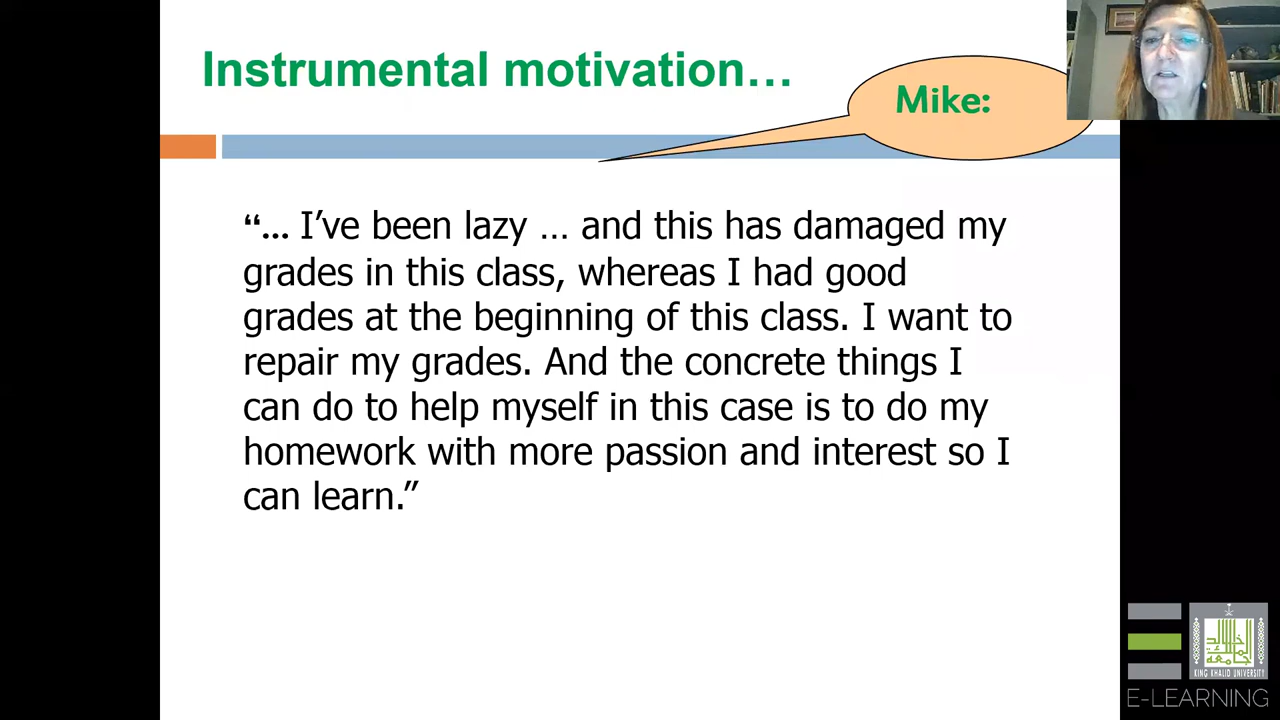 Instrumental motivation...
Mike:
“... I’ve been lazy ... and this has damaged my
grades in this class, whereas I had good
grades at the beginning of this class. I want to
repair my grades. And the concrete things I
can do to help myself in this case is to do my
homework with more passion and interest so I
can learn.”
جامعة الملك خالد
KING KHALID UNIVERSITY
E-LEARNING